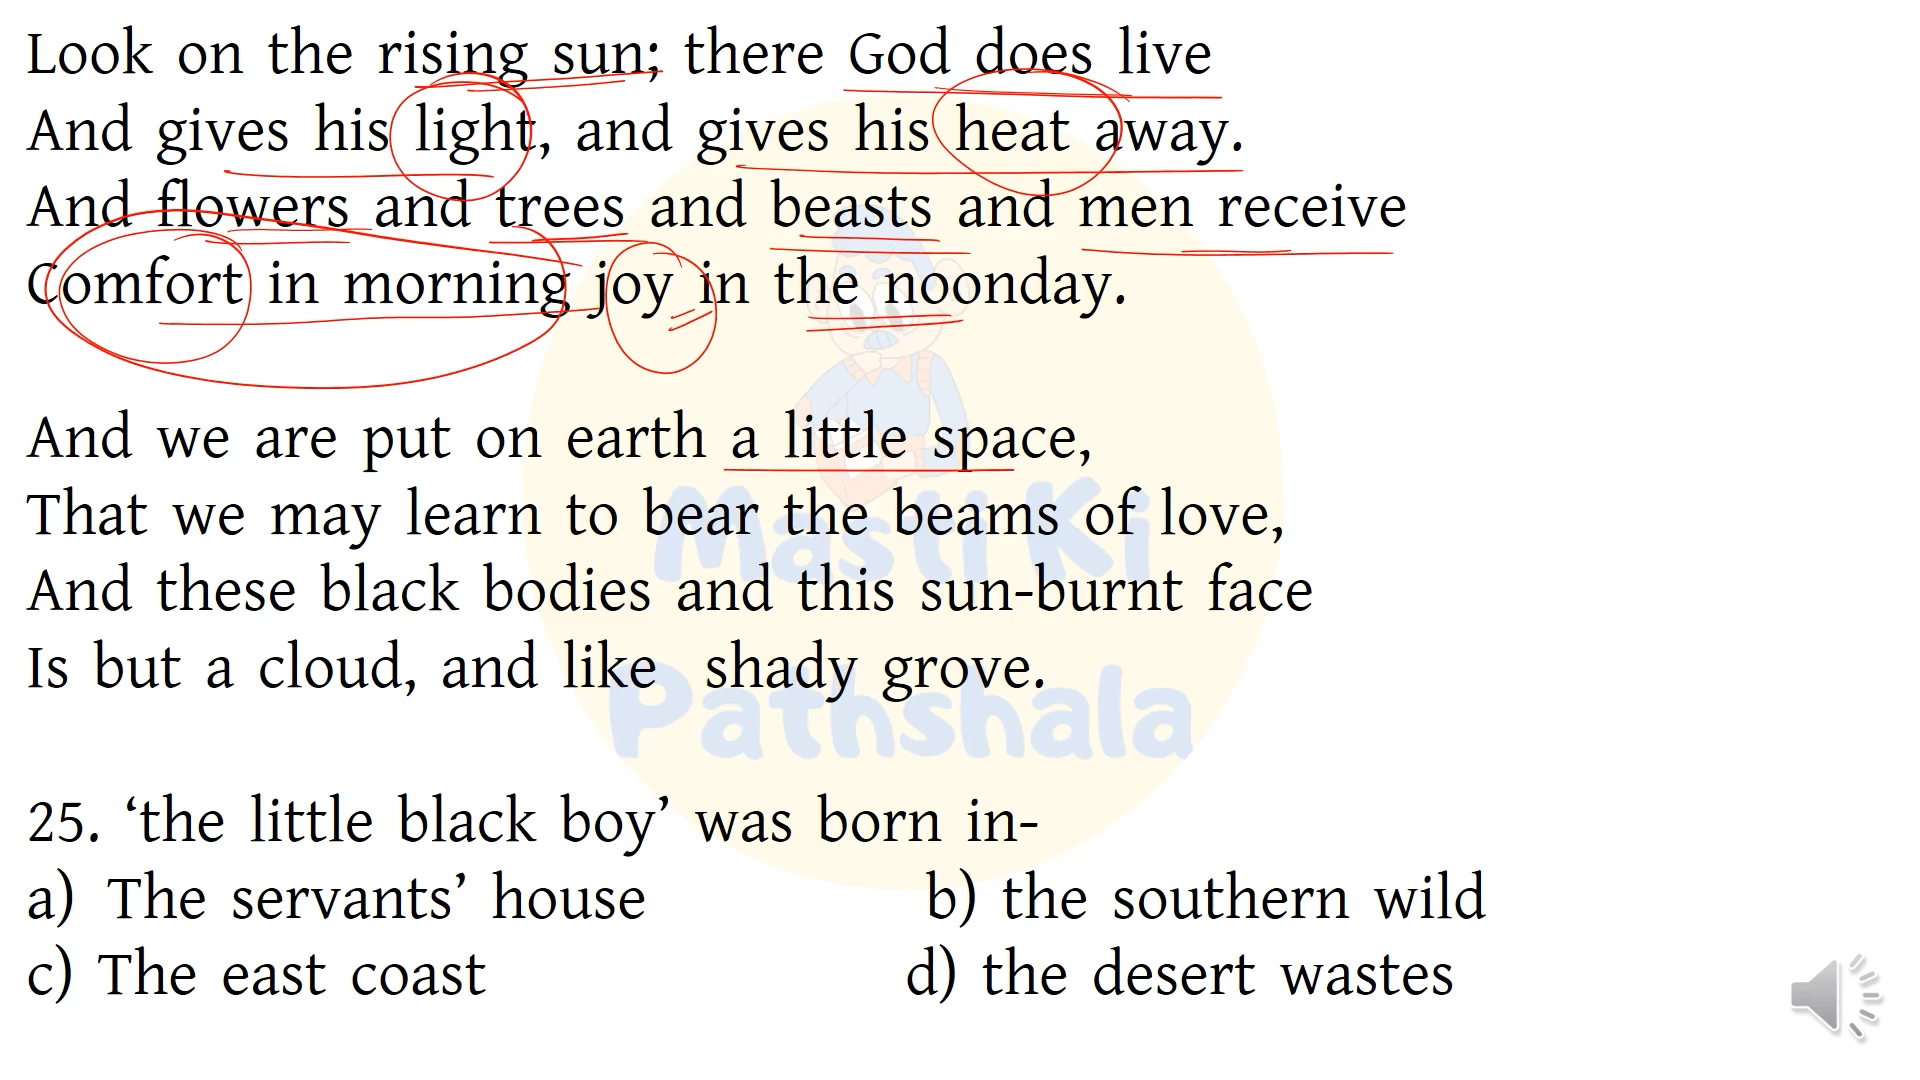 Look on the rising sun; there God does live
And gives his light, and gives his heat away.
And flowers and trees and beasts and men receive
Comfort in morning joy in the noonday.
And we are put on earth a little space,
That we may learn to bear the beams of love,
And these black bodies and this sun-burnt face
Is but a cloud, and like shady grove.
Masti Ki
Pathshala
25. ‘the little black boy’ was born in-
a) The servants’ house b) the southern wild
c) The east coast d) the desert wastes